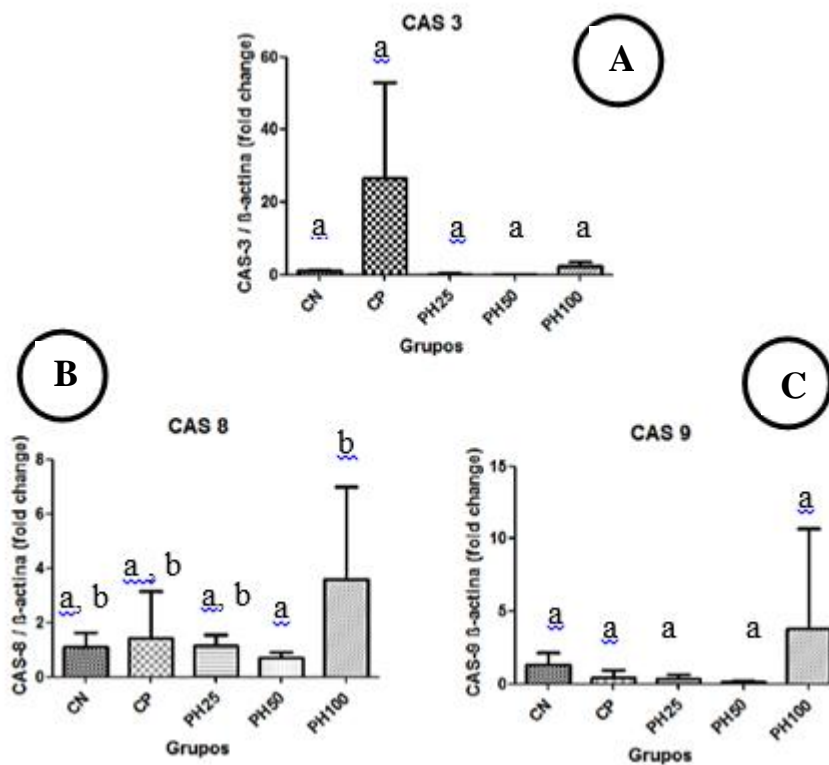 CAS 3
A
CAS-3 / ß-actina (fold change)
60
40
20
0
a
a
a
a
a
CN
CP
PH25
PH50
PH100
Grupos
B
CAS 8
CAS-8 / ß-actina (fold change)
8
6
4
2
0
a, b
a, b
a, b
a
b
CN
CP
PH25
PH50
PH100
Grupos
C
CAS 9
CAS-9 ß-actina (fold change)
15
10
5
0
a
a
a
a
a
CN
CP
PH25
PH50
PH100
Grupos